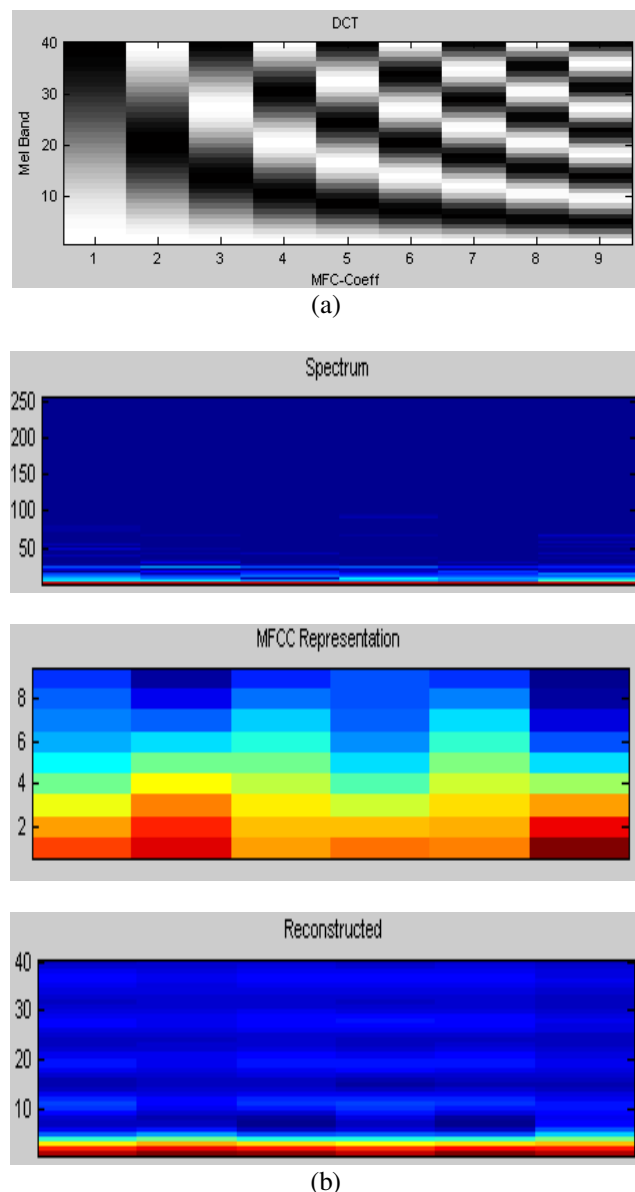 DCT
Mel Band
40
30
20
10
1 2 3 4 5 6 7 8 9
MFC-Coeff
(a)
Spectrum
250
200
150
100
50
MFCC Representation
8
6
4
2
Reconstructed
40
30
20
10
(b)